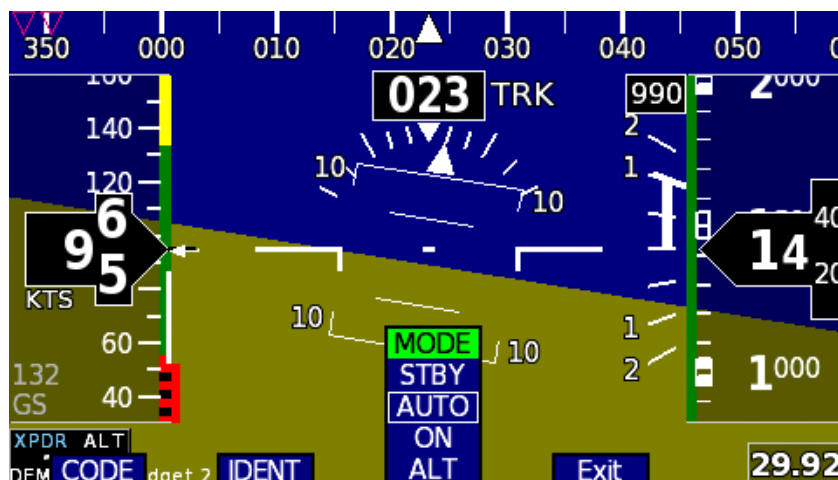 350 000 010 020 030 040 050
160
023 TRK
990
2000
140
120
10 10
2
1
9 6
5
KTS
14
40
20
60
40
10 10
1
2
1000
132
GS
MODE
STBY
AUTO
ON
ALT
XPDR ALT
CODE
IDENT
Exit
29.92